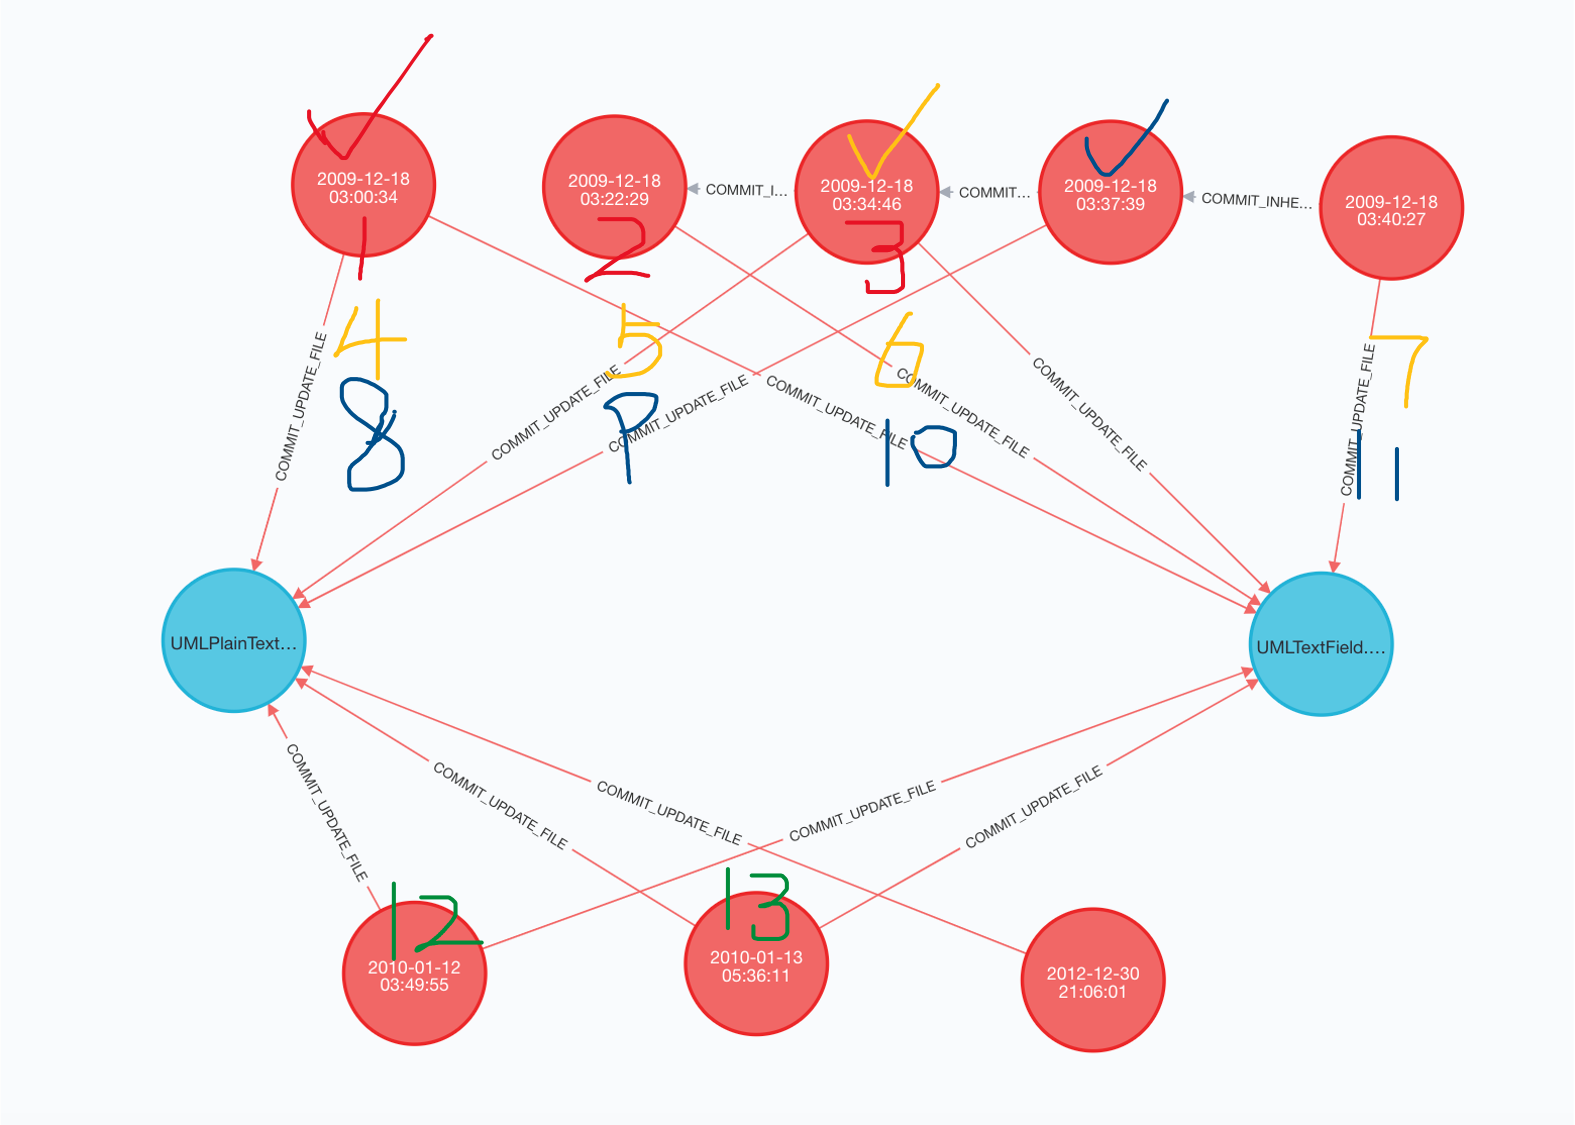 2009-12-18
03:00:34
2009-12-18
03:22:29
COMMIT_I...
2009-12-18
03:34:46
COMMIT...
2009-12-18
03:37:39
COMMIT_INHE...
2009-12-18
03:40:27
1
2
3
4
5
6
7
8
9
10
11
COMMIT_UPDATE_FILE
COMMIT_UPDATE_FILE
COMMIT_UPDATE_FILE
COMMIT_UPDATE_FILE
COMMIT_UPDATE_FILE
COMMIT_UPDATE_FILE
COMMIT_UPDATE_FILE
UMLPlainText...
UMLTextField....
COMMIT_UPDATE_FILE
COMMIT_UPDATE_FILE
COMMIT_UPDATE_FILE
COMMIT_UPDATE_FILE
COMMIT_UPDATE_FILE
12
13
2010-01-12
03:49:55
2010-01-13
05:36:11
2012-12-30
21:06:01